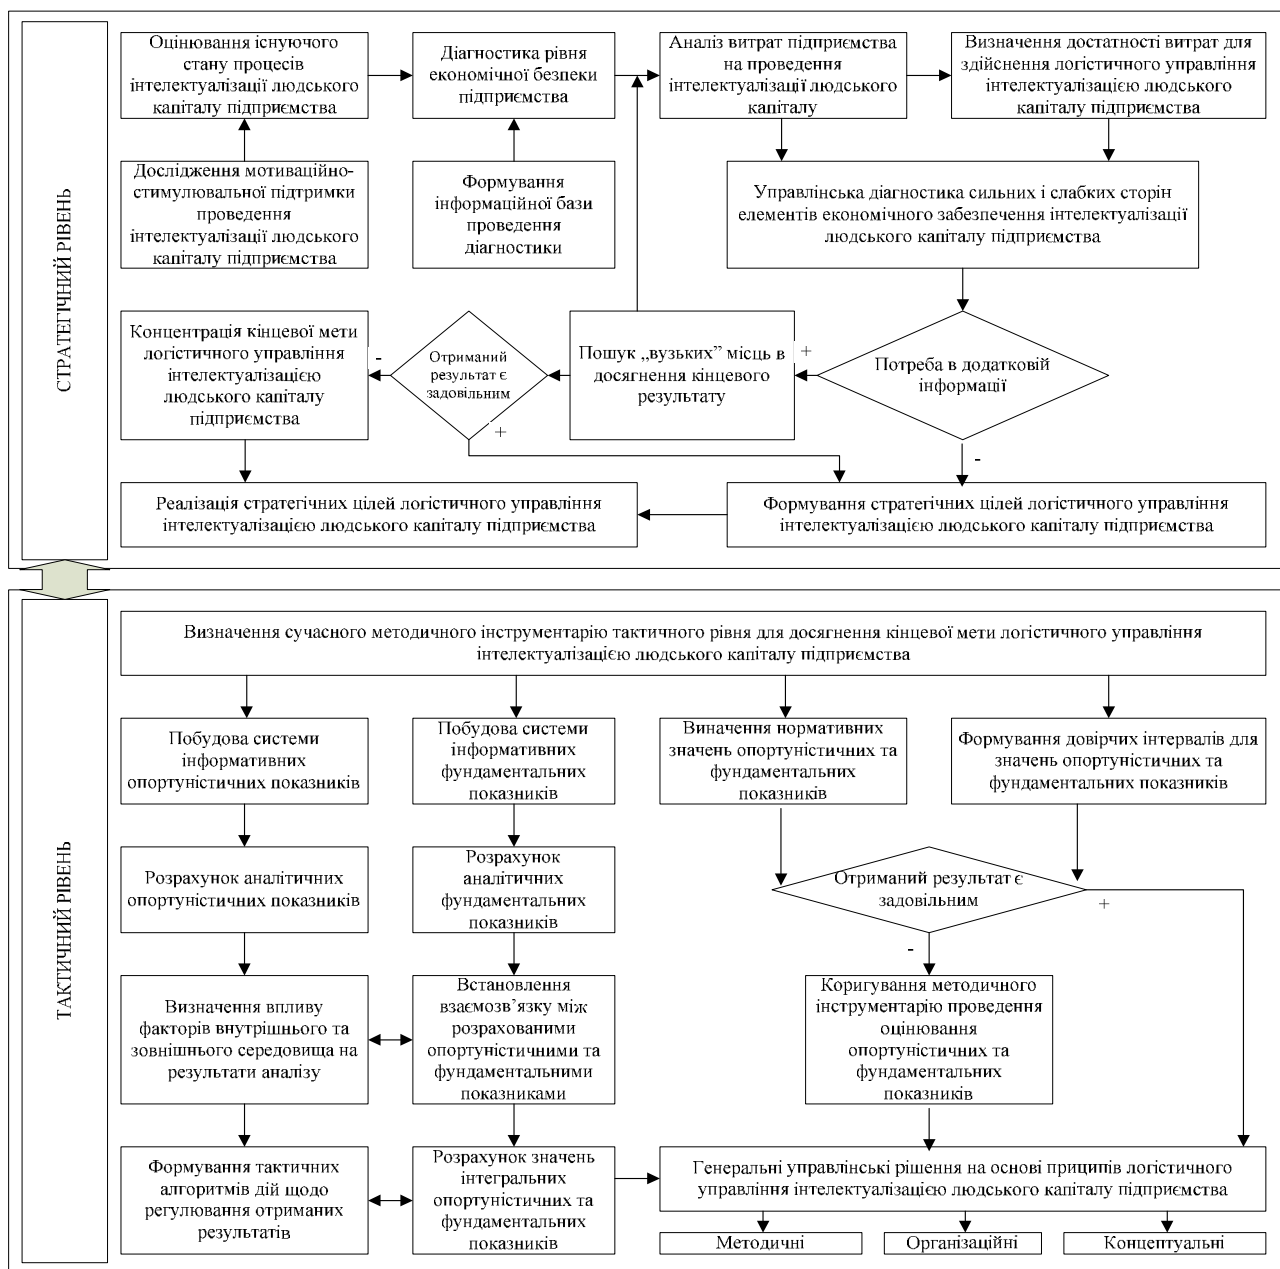 СТРАТЕГІЧНИЙ РІВЕНЬ
Оцінювання існуючого
стану процесів
інтелектуалізації людського
капіталу підприємства
Діагностика рівня
економічної безпеки
підприємства
Аналіз витрат підприємства
на проведення
інтелектуалізації людського
капіталу
Визначення достатності витрат для
здійснення логістичного управління
інтелектуалізацією людського
капіталу підприємства
Дослідження мотиваційно-
стимулювальної підтримки
проведення
інтелектуалізації людського
капіталу підприємства
Формування
інформаційної бази
проведення
діагностики
Управлінська діагностика сильних і слабких сторін
елементів економічного забезпечення інтелектуалізації
людського капіталу підприємства
Концентрація кінцевої мети
логістичного управління
інтелектуалізацією
людського капіталу
підприємства
-
Отриманий
результат є
задовільним
+
Пошук „вузьких” місць в
досягнення кінцевого
результату
+
Потреба в додатковій
інформації
-
Реалізація стратегічних цілей логістичного управління
інтелектуалізацією людського капіталу підприємства
Формування стратегічних цілей логістичного управління
інтелектуалізацією людського капіталу підприємства
ТАКТИЧНИЙ РІВЕНЬ
Визначення сучасного методичного інструментарію тактичного рівня для досягнення кінцевої мети логістичного управління
інтелектуалізацією людського капіталу підприємства
Побудова системи
інформативних
опортуністичних показників
Побудова системи
інформативних
фундаментальних
показників
Виначення нормативних
значень опортуністичних та
фундаментальних
показників
Формування довірчих інтервалів для
значень опортуністичних та
фундаментальних показників
Розрахунок аналітичних
опортуністичних показників
Розрахунок
аналітичних
фундаментальних
показників
Отриманий результат є
задовільним
+
-
Визначення впливу
факторів внутрішнього та
зовнішнього середовища на
результати аналізу
Встановлення
взаємозв’язку між
розрахованими
опортуністичними та
фундаментальними
показниками
Коригування методичного
інструментарію проведення
оцінювання
опортуністичних та
фундаментальних
показників
Формування тактичних
алгоритмів дій щодо
регулювання отриманих
результатів
Розрахунок значень
інтегральних
опортуністичних та
фундаментальних
показників
Генеральні управлінські рішення на основі приципів логістичного
управління інтелектуалізацією людського капіталу підприємства
Методичні
Організаційні
Концептуальні